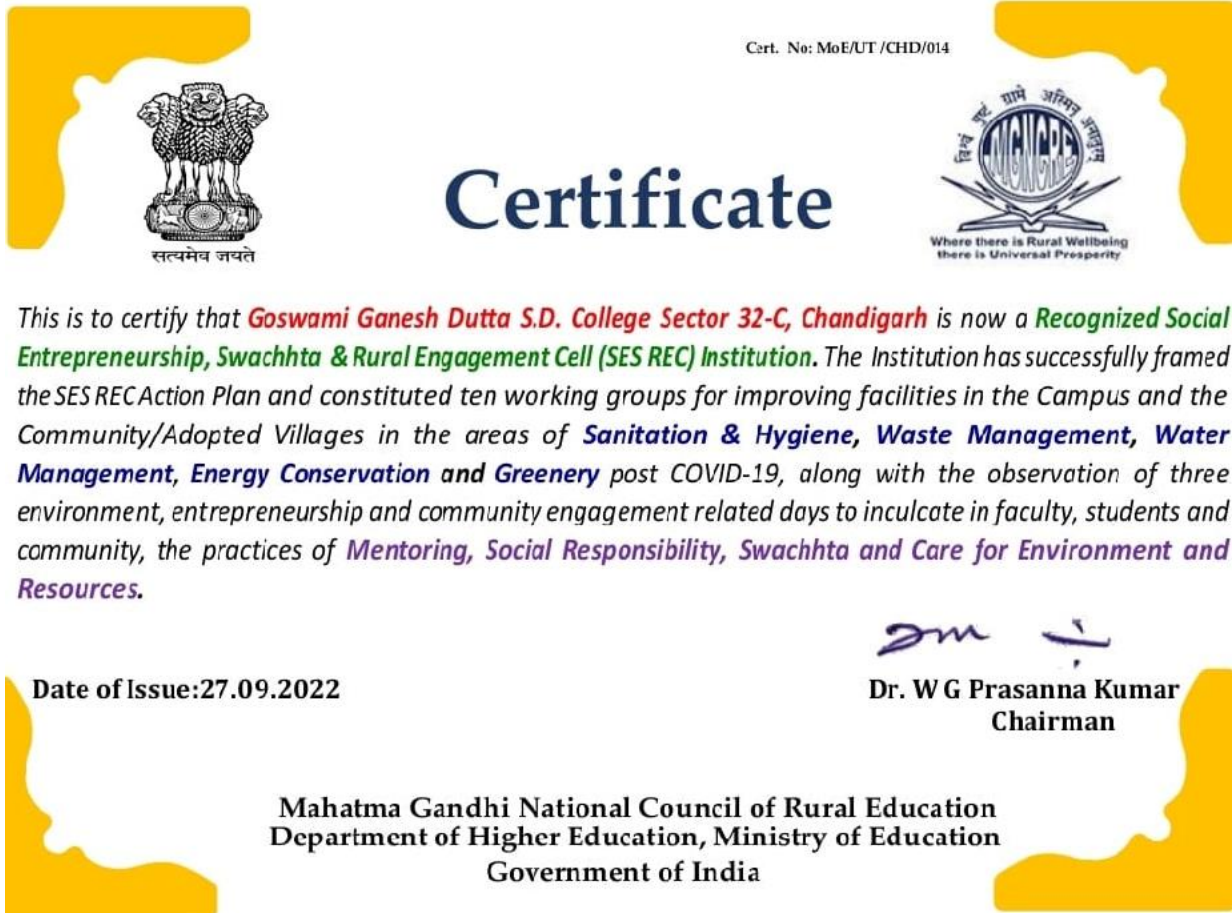 Cert. No: MoE/UT /CHD/014
सत्यमेव जयते
विश्वं पुष्टं ग्रामे अस्मिन् अनातुरम्
MGNCRE
Where there is Rural Wellbeing
there is Universal Prosperity
Certificate
This is to certify that Goswami Ganesh Dutta S.D. College Sector 32-C, Chandigarh is now a Recognized Social
Entrepreneurship, Swachhta & Rural Engagement Cell (SES REC) Institution. The Institution has successfully framed
the SES REC Action Plan and constituted ten working groups for improving facilities in the Campus and the
Community/Adopted Villages in the areas of Sanitation & Hygiene, Waste Management, Water
Management, Energy Conservation and Greenery post COVID-19, along with the observation of three
environment, entrepreneurship and community engagement related days to inculcate in faculty, students and
community, the practices of Mentoring, Social Responsibility, Swachhta and Care for Environment and
Resources.
Date of Issue:27.09.2022
Dr. W G Prasanna Kumar
Chairman
Mahatma Gandhi National Council of Rural Education
Department of Higher Education, Ministry of Education
Government of India